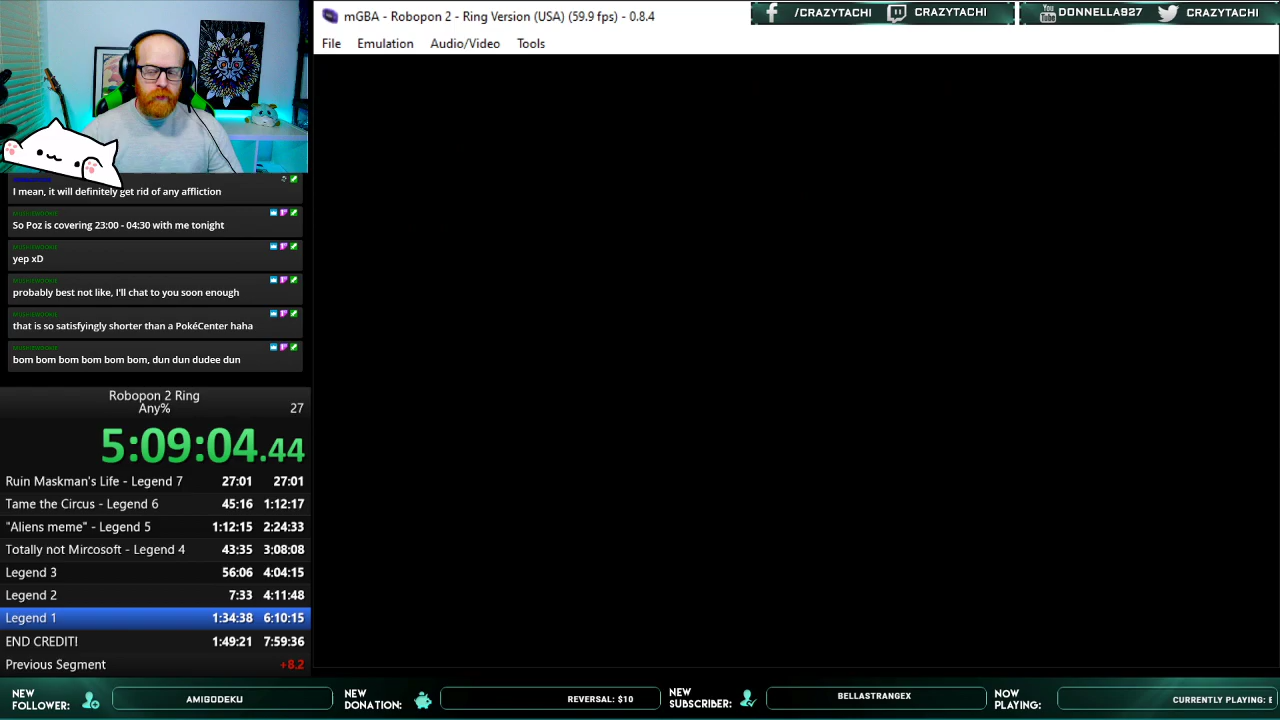 mGBA - Robopon 2 - Ring Version (USA) (59.9 fps) - 0.8.4
/CRAZYTACHI
CRAZYTACHI
DONNELLA927
CRAZYTACHI
File Emulation Audio/Video Tools
I mean, it will definitely get rid of any affliction
So Poz is covering 23:00 - 04:30 with me tonight
yep xD
probably best not like, I'll chat to you soon enough
that is so satisfyingly shorter than a PokéCenter haha
bom bom bom bom bom bom, dun dun dudee dun
Robopon 2 Ring
Any% 27
5:09:04.44
Ruin Maskman's Life - Legend 7 27:01 27:01
Tame the Circus - Legend 6 45:16 1:12:17
"Aliens meme" - Legend 5 1:12:15 2:24:33
Totally not Mircosoft - Legend 4 43:35 3:08:08
Legend 3 56:06 4:04:15
Legend 2 7:33 4:11:48
Legend 1 1:34:38 6:10:15
END CREDIT! 1:49:21 7:59:36
Previous Segment +8.2
NEW FOLLOWER: AMIGODEKU
NEW DONATION: REVERSAL: $10
NEW SUBSCRIBER: BELLASTRANGEX
NOW PLAYING: CURRENTLY PLAYING: E